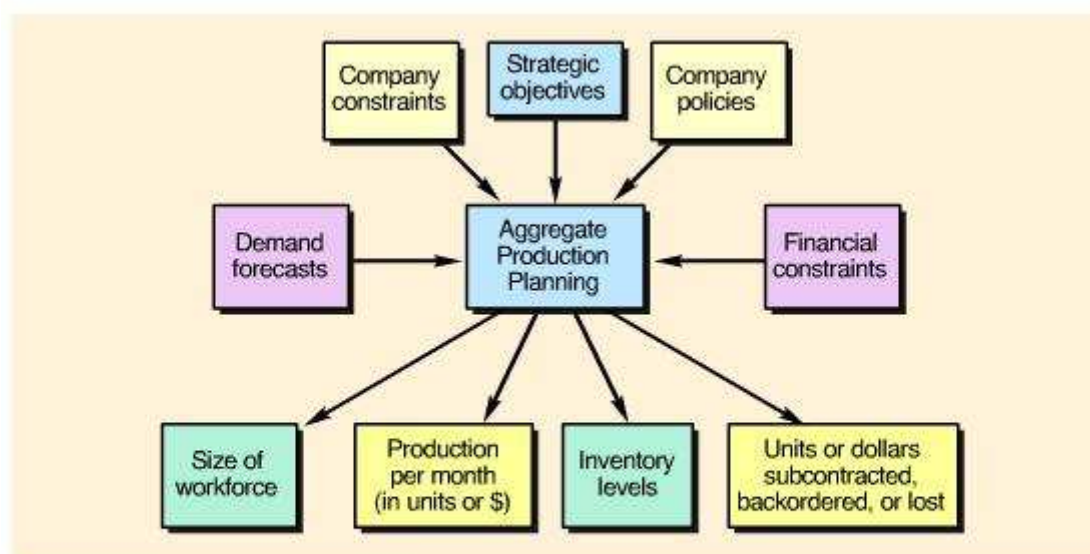 Company
constraints
Strategic
objectives
Company
policies
Demand
forecasts
Aggregate
Production
Planning
Financial
constraints
Size of
workforce
Production
per month
(in units or $)
Inventory
levels
Units or dollars
subcontracted,
backordered, or lost